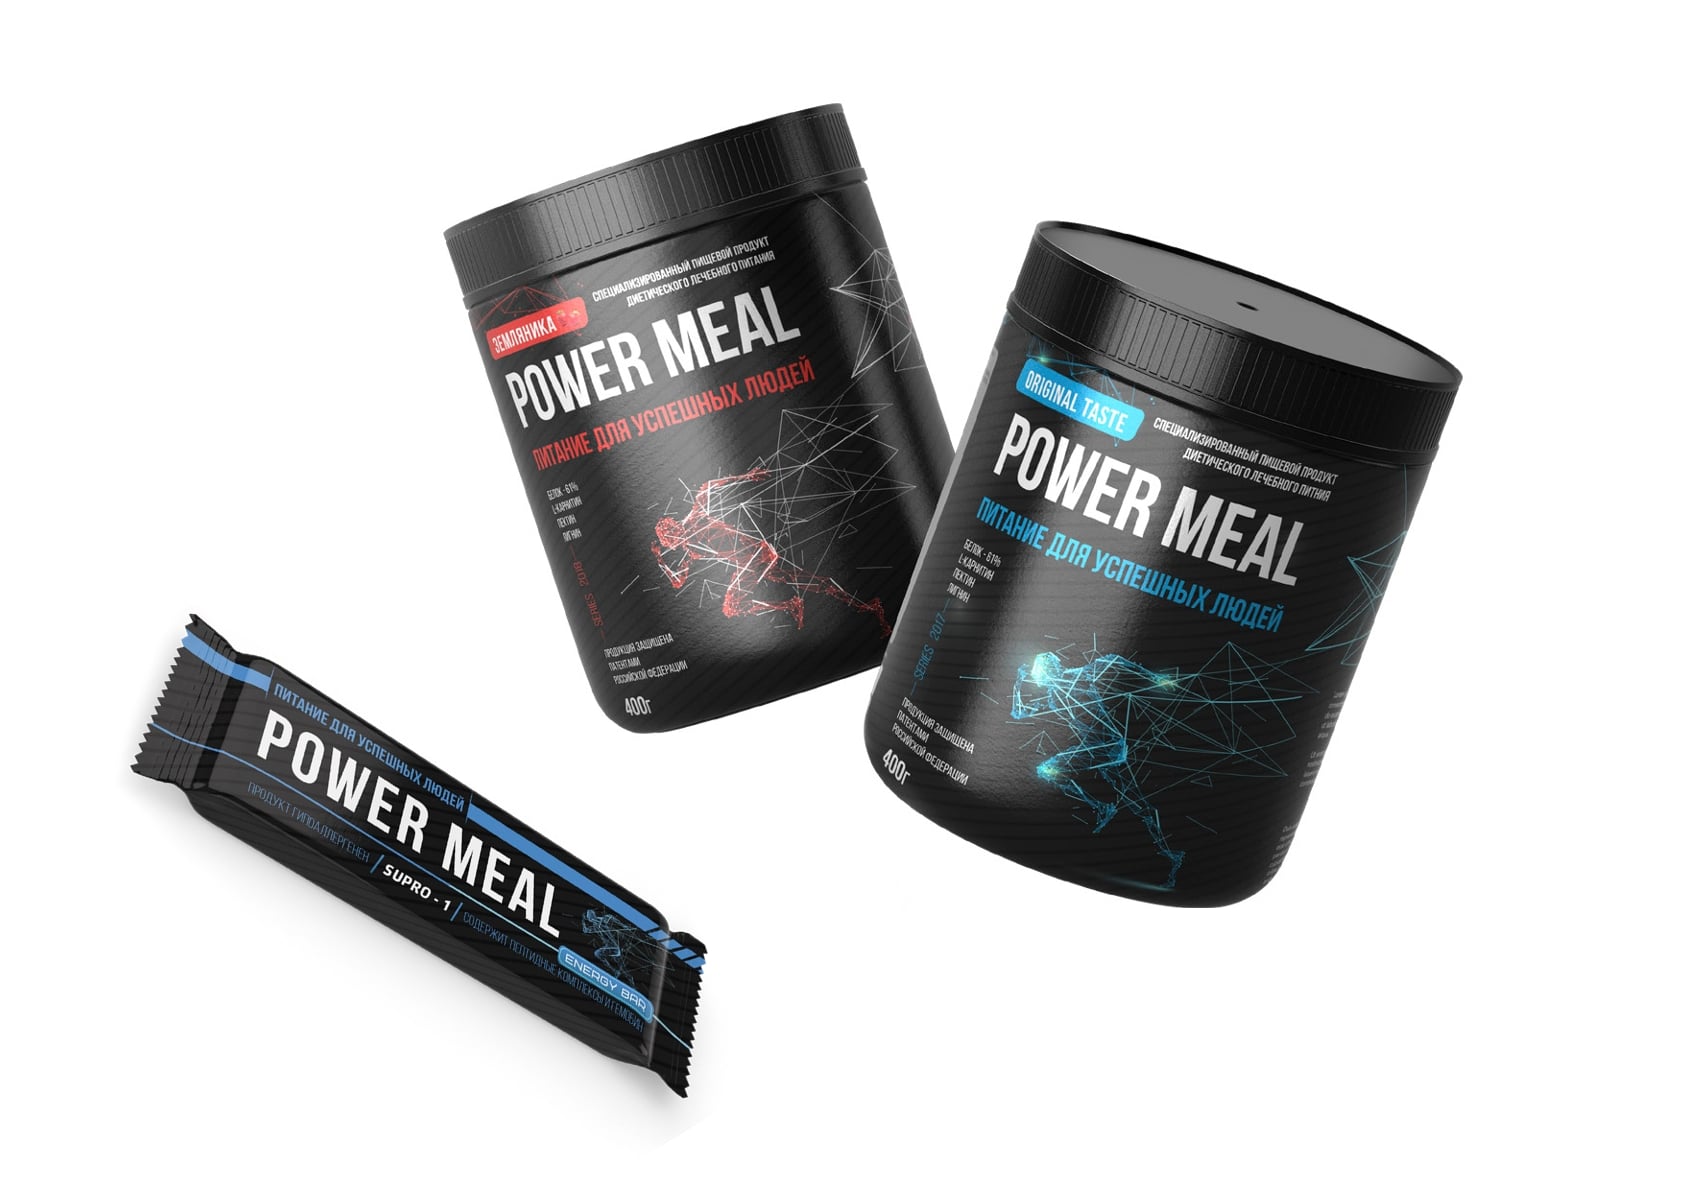 СПЕЦИАЛИЗИРОВАННЫЙ ПИЩЕВОЙ ПРОДУКТ
ДИЕТИЧЕСКОГО ЛЕЧЕБНОГО ПИТАНИЯ
ЗЕМЛЯНИКА
POWER MEAL
ПИТАНИЕ ДЛЯ УСПЕШНЫХ ЛЮДЕЙ
БЕЛОК - 61%
L-КАРНИТИН
ПЕКТИН
ЛИГНИН
SERIES 2018
ПРОДУКЦИЯ ЗАЩИЩЕНА
ПАТЕНТАМИ
РОССИЙСКОЙ ФЕДЕРАЦИИ
400г
ORIGINAL TASTE
СПЕЦИАЛИЗИРОВАННЫЙ ПИЩЕВОЙ ПРОДУКТ
ДИЕТИЧЕСКОГО ЛЕЧЕБНОГО ПИТНИЯ
POWER MEAL
ПИТАНИЕ ДЛЯ УСПЕШНЫХ ЛЮДЕЙ
БЕЛОК - 61%
L-КАРНИТИН
ПЕКТИН
ЛИГНИН
SERIES 2017
ПРОДУКЦИЯ ЗАЩИЩЕНА
ПАТЕНТАМИ
РОССИЙСКОЙ ФЕДЕРАЦИИ
400г
ПИТАНИЕ ДЛЯ УСПЕШНЫХ ЛЮДЕЙ
POWER MEAL
ПРОДУКТ ГИПОАЛЛЕРГЕНЕН / SUPRO - 1 / СОДЕРЖИТ ПЕПТИДНЫЕ КОМПЛЕКСЫ И ГЕМОБИН
ENERGY BAR